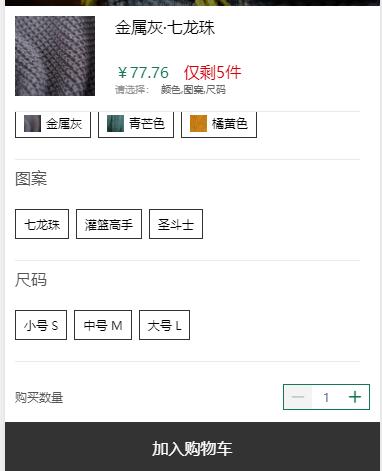 金属灰·七龙珠
￥77.76 仅剩5件
请选择： 颜色,图案,尺码
金属灰 青芒色 橘黄色
图案
七龙珠 灌篮高手 圣斗士
尺码
小号 S 中号 M 大号 L
购买数量 — 1 +
加入购物车